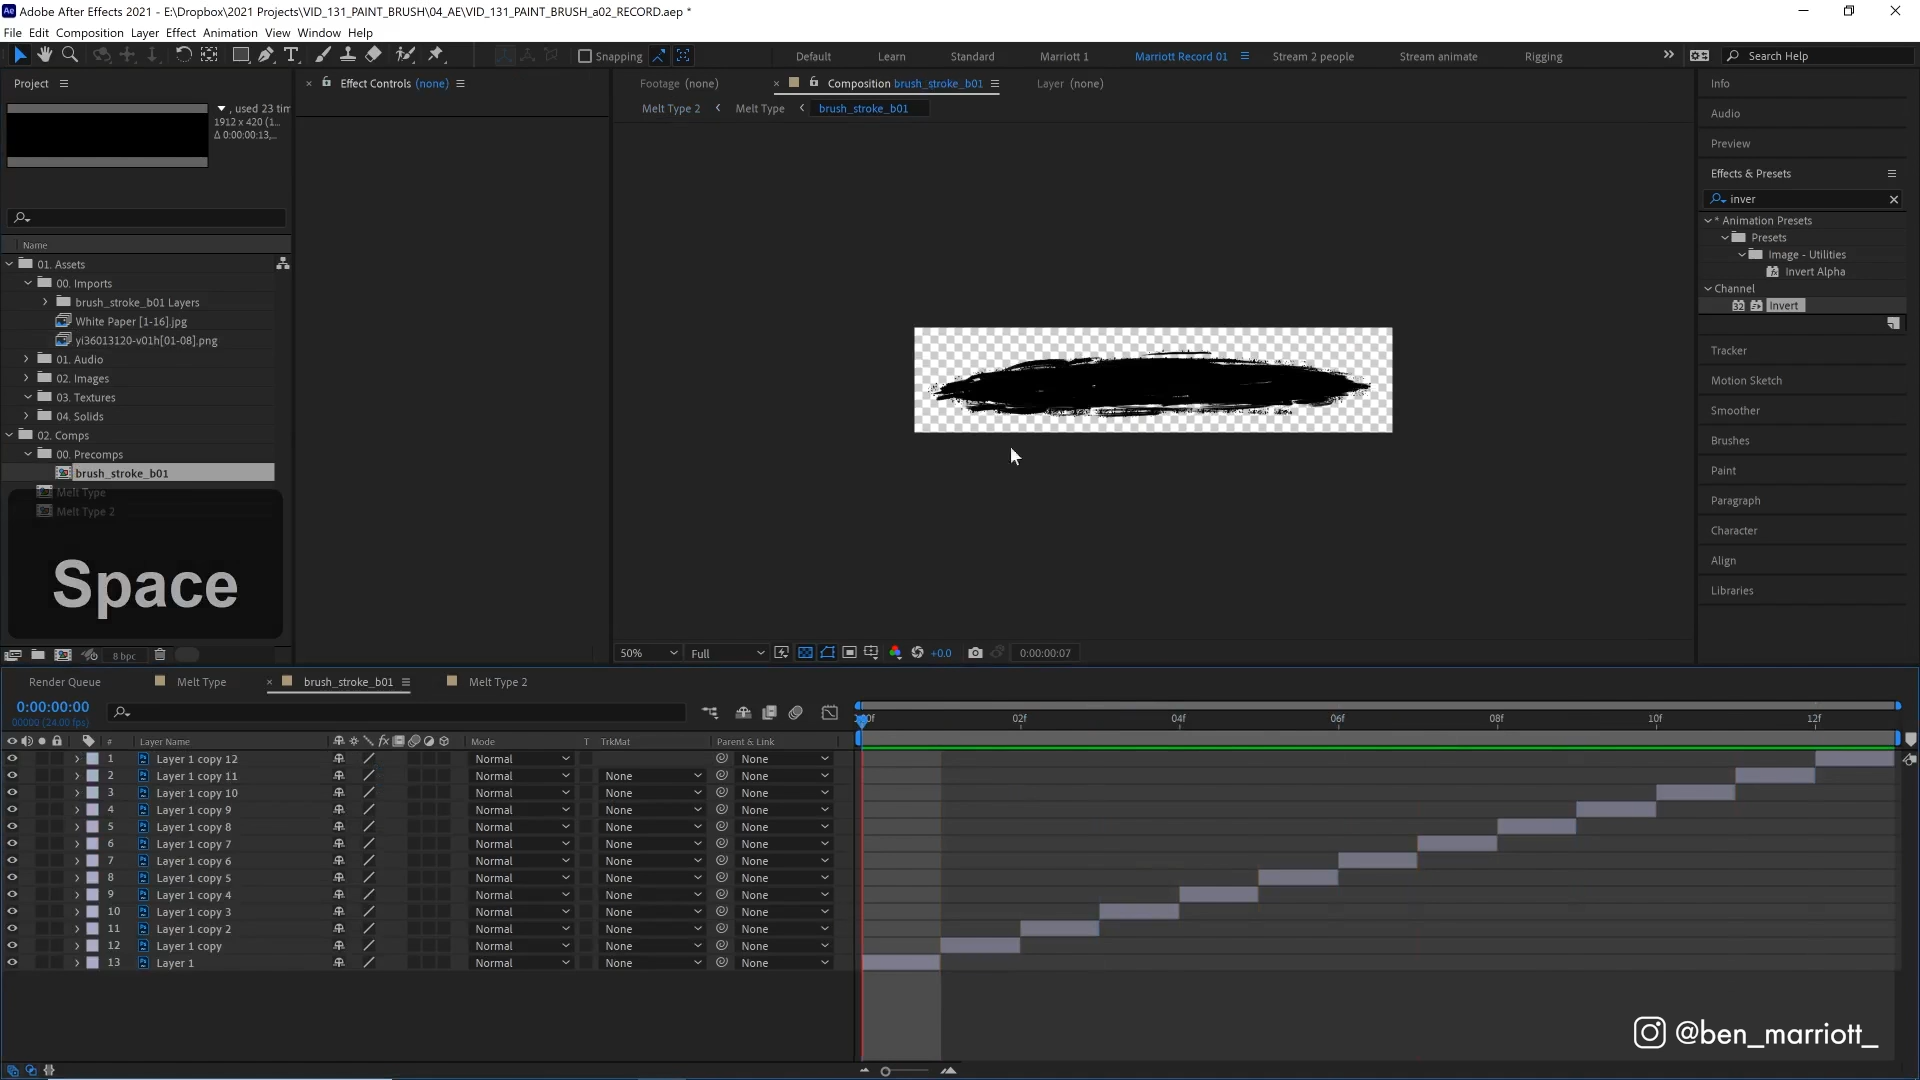 Adobe After Effects 2021 - E:\Dropbox\2021 Projects\VID_131_PAINT_BRUSH\04_AE\VID_131_PAINT_BRUSH_a02_RECORD.aep *
File Edit Composition Layer Effect Animation View Window Help
Snapping
Default Learn Standard Marriott 1 Marriott Record 01 Stream 2 people Stream animate Rigging
Search Help
Project
, used 23 tim
1912 x 420 (1...
Δ 0:00:00:13,...
Name
01. Assets
00. Imports
brush_stroke_b01 Layers
White Paper [1-16].jpg
yi36013120-v01h[01-08].png
01. Audio
02. Images
03. Textures
04. Solids
02. Comps
00. Precomps
brush_stroke_b01
Melt Type
Melt Type 2
Space
8 bpc
Effect Controls (none)
Footage (none)
Composition brush_stroke_b01
Layer (none)
Melt Type 2
Melt Type
brush_stroke_b01
50%
Full
+0.0
0:00:00:07
Info
Audio
Preview
Effects & Presets
inver
* Animation Presets
Presets
Image - Utilities
Invert Alpha
Channel
32
Invert
Tracker
Motion Sketch
Smoother
Brushes
Paint
Paragraph
Character
Align
Libraries
Render Queue
Melt Type
brush_stroke_b01
Melt Type 2
0:00:00:00
00000 (24.00 fps)
02f 04f 06f 08f 10f 12f
# Layer Name fx Mode T TrkMat Parent & Link
1 Layer 1 copy 12 Normal None
2 Layer 1 copy 11 Normal None None
3 Layer 1 copy 10 Normal None None
4 Layer 1 copy 9 Normal None None
5 Layer 1 copy 8 Normal None None
6 Layer 1 copy 7 Normal None None
7 Layer 1 copy 6 Normal None None
8 Layer 1 copy 5 Normal None None
9 Layer 1 copy 4 Normal None None
10 Layer 1 copy 3 Normal None None
11 Layer 1 copy 2 Normal None None
12 Layer 1 copy Normal None None
13 Layer 1 Normal None None
@ben_marriott_